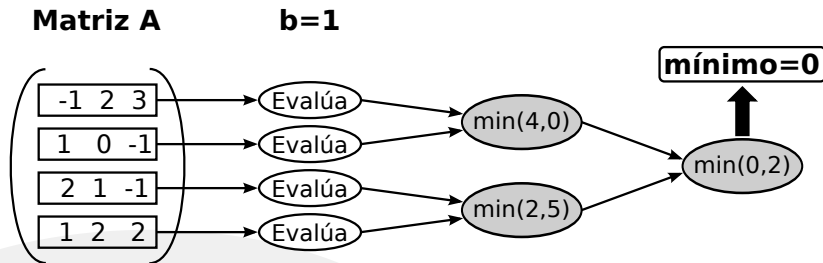 Matriz A
b=1
mínimo=0
-1 2 3
Evalúa
min(4,0)
1 0 -1
Evalúa
min(0,2)
2 1 -1
Evalúa
min(2,5)
1 2 2
Evalúa